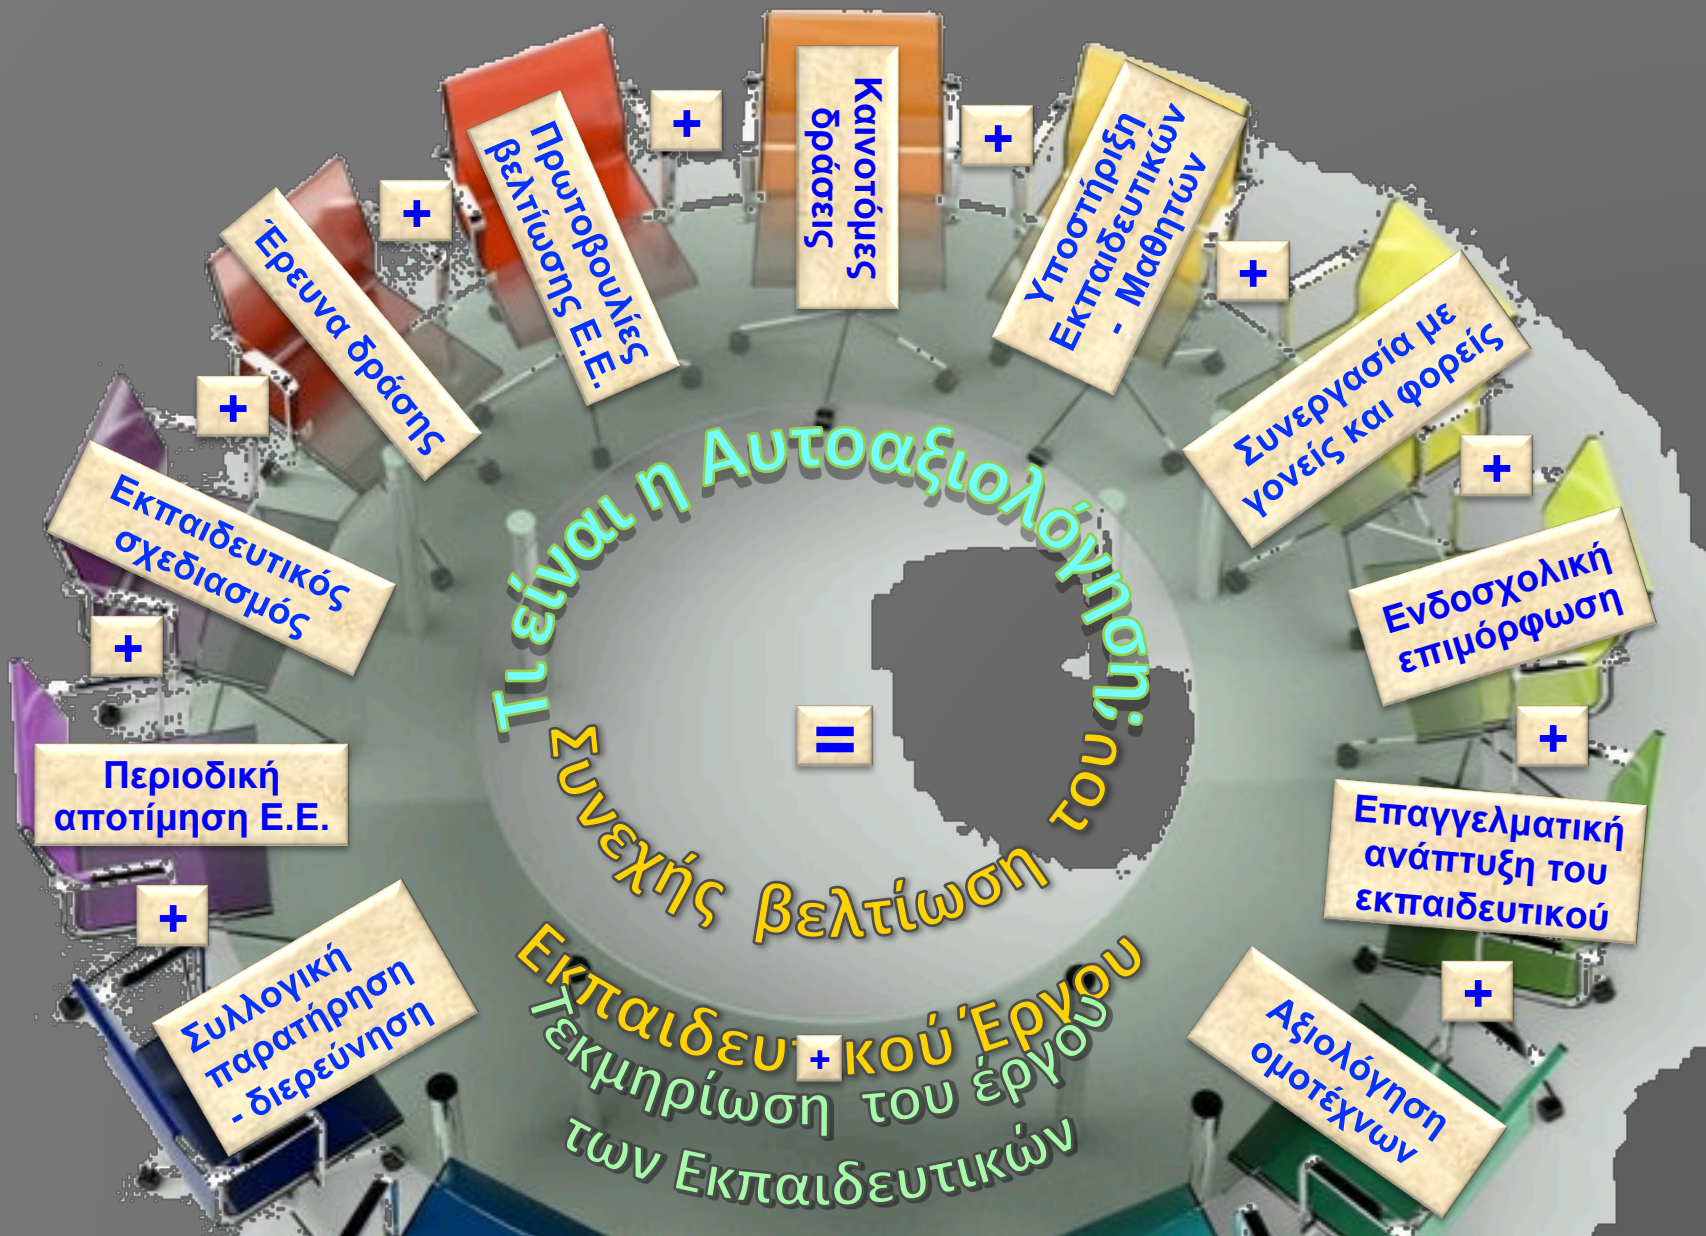 Τι είναι η Αυτοαξιολόγηση;
=
Συνεχής βελτίωση του
Εκπαιδευτικού Έργου
+
Τεκμηρίωση του έργου
των Εκπαιδευτικών
Συλλογική
παρατήρηση
- διερεύνηση
+
Περιοδική
αποτίμηση Ε.Ε.
+
Εκπαιδευτικός
σχεδιασμός
+
Έρευνα δράσης
+
Πρωτοβουλίες
βελτίωσης Ε.Ε.
+
Καινοτόμες
δράσεις
+
Υποστήριξη
Εκπαιδευτικών
- Μαθητών
+
Συνεργασία με
γονείς και φορείς
+
Ενδοσχολική
επιμόρφωση
+
Επαγγελματική
ανάπτυξη του
εκπαιδευτικού
+
Αξιολόγηση
ομοτέχνων